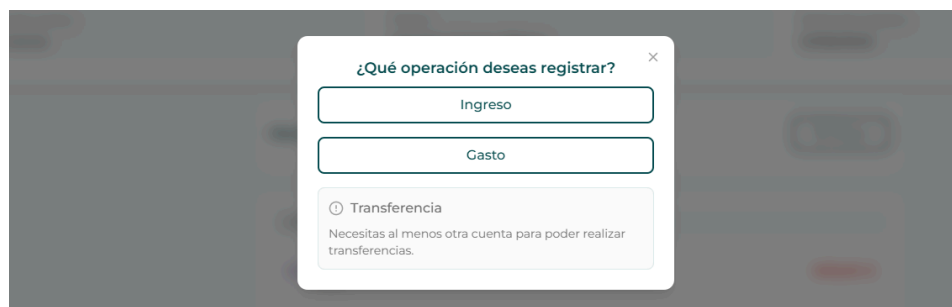 ¿Qué operación deseas registrar?
Ingreso
Gasto
Transferencia
Necesitas al menos otra cuenta para poder realizar
transferencias.